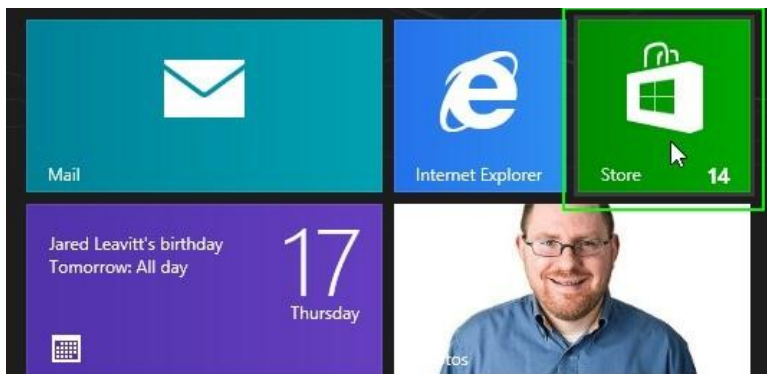 Mail
Internet Explorer
Store 14
Jared Leavitt's birthday
Tomorrow: All day
17
Thursday